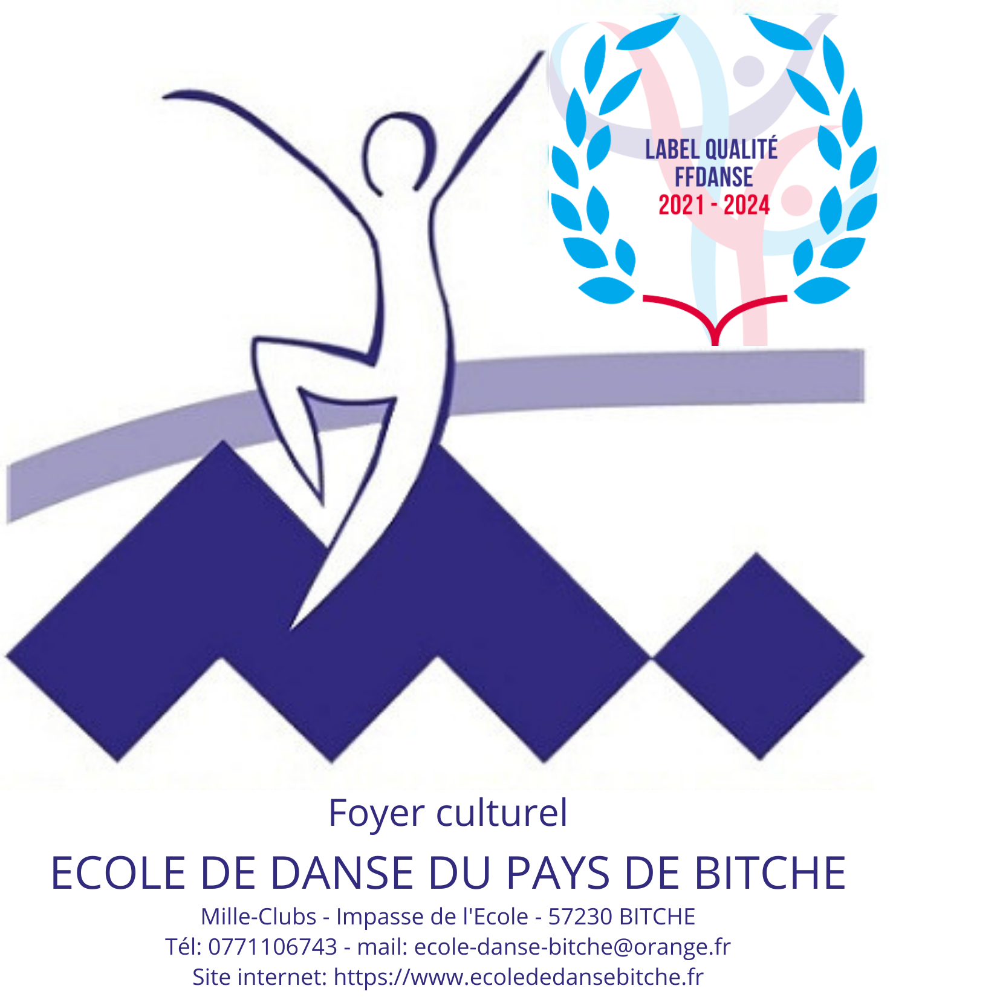 LABEL QUALITÉ
FFDANSE
2021 - 2024
Foyer culturel
ECOLE DE DANSE DU PAYS DE BITCHE
Mille-Clubs - Impasse de l'Ecole - 57230 BITCHE
Tél: 0771106743 - mail: ecole-danse-bitche@orange.fr
Site internet: https://www.ecolededansebitche.fr